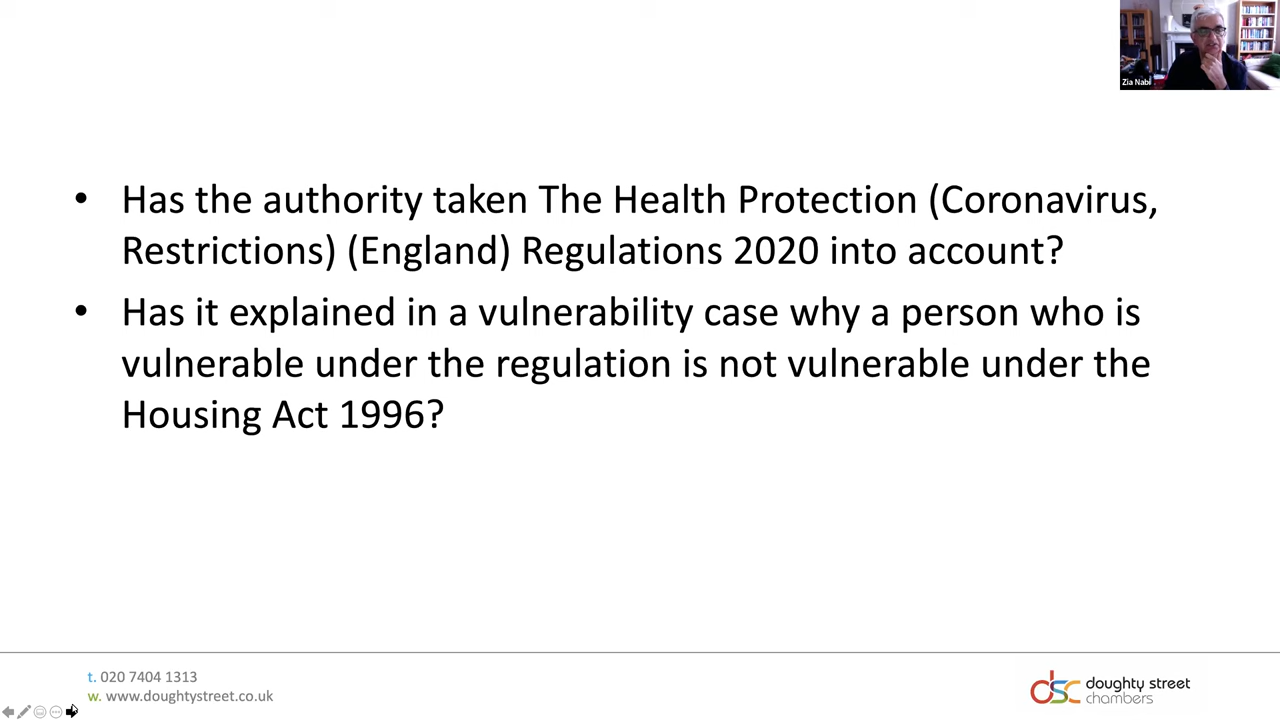 Zia Nabi
• Has the authority taken The Health Protection (Coronavirus,
Restrictions) (England) Regulations 2020 into account?
• Has it explained in a vulnerability case why a person who is
vulnerable under the regulation is not vulnerable under the
Housing Act 1996?
t. 020 7404 1313
w. www.doughtystreet.co.uk
dsc doughty street
chambers